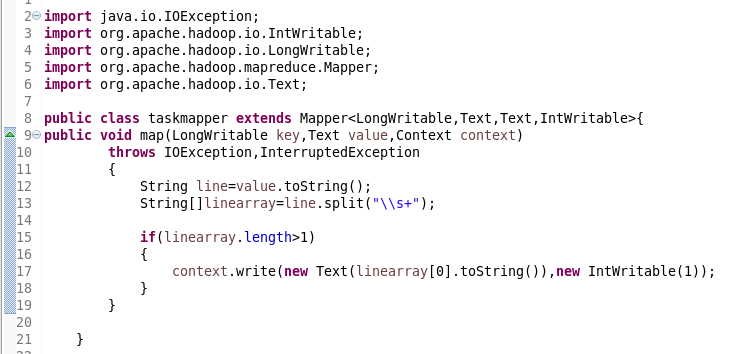 2 import java.io.IOException;
3 import org.apache.hadoop.io.IntWritable;
4 import org.apache.hadoop.io.LongWritable;
5 import org.apache.hadoop.mapreduce.Mapper;
6 import org.apache.hadoop.io.Text;
7
8 public class taskmapper extends Mapper<LongWritable,Text,Text,IntWritable>{
9 public void map(LongWritable key,Text value,Context context)
10         throws IOException,InterruptedException
11         {
12             String line=value.toString();
13             String[]linearray=line.split("\\s+");
14
15             if(linearray.length>1)
16             {
17                 context.write(new Text(linearray[0].toString()),new IntWritable(1));
18             }
19         }
20
21     }